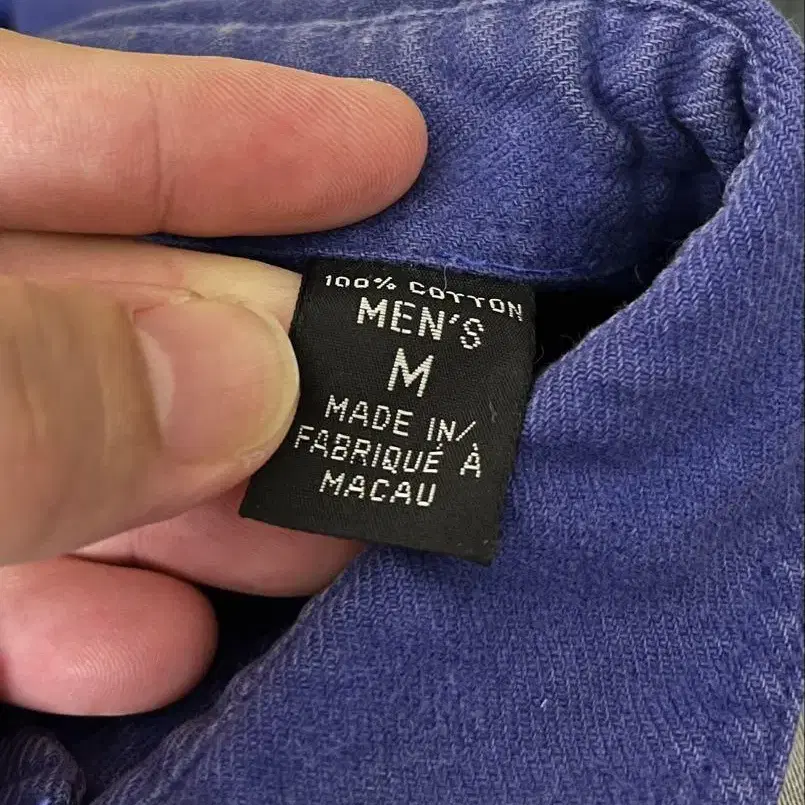 100% COTTON
MEN'S
M
MADE IN/
FABRIQUÉ À
MACAU